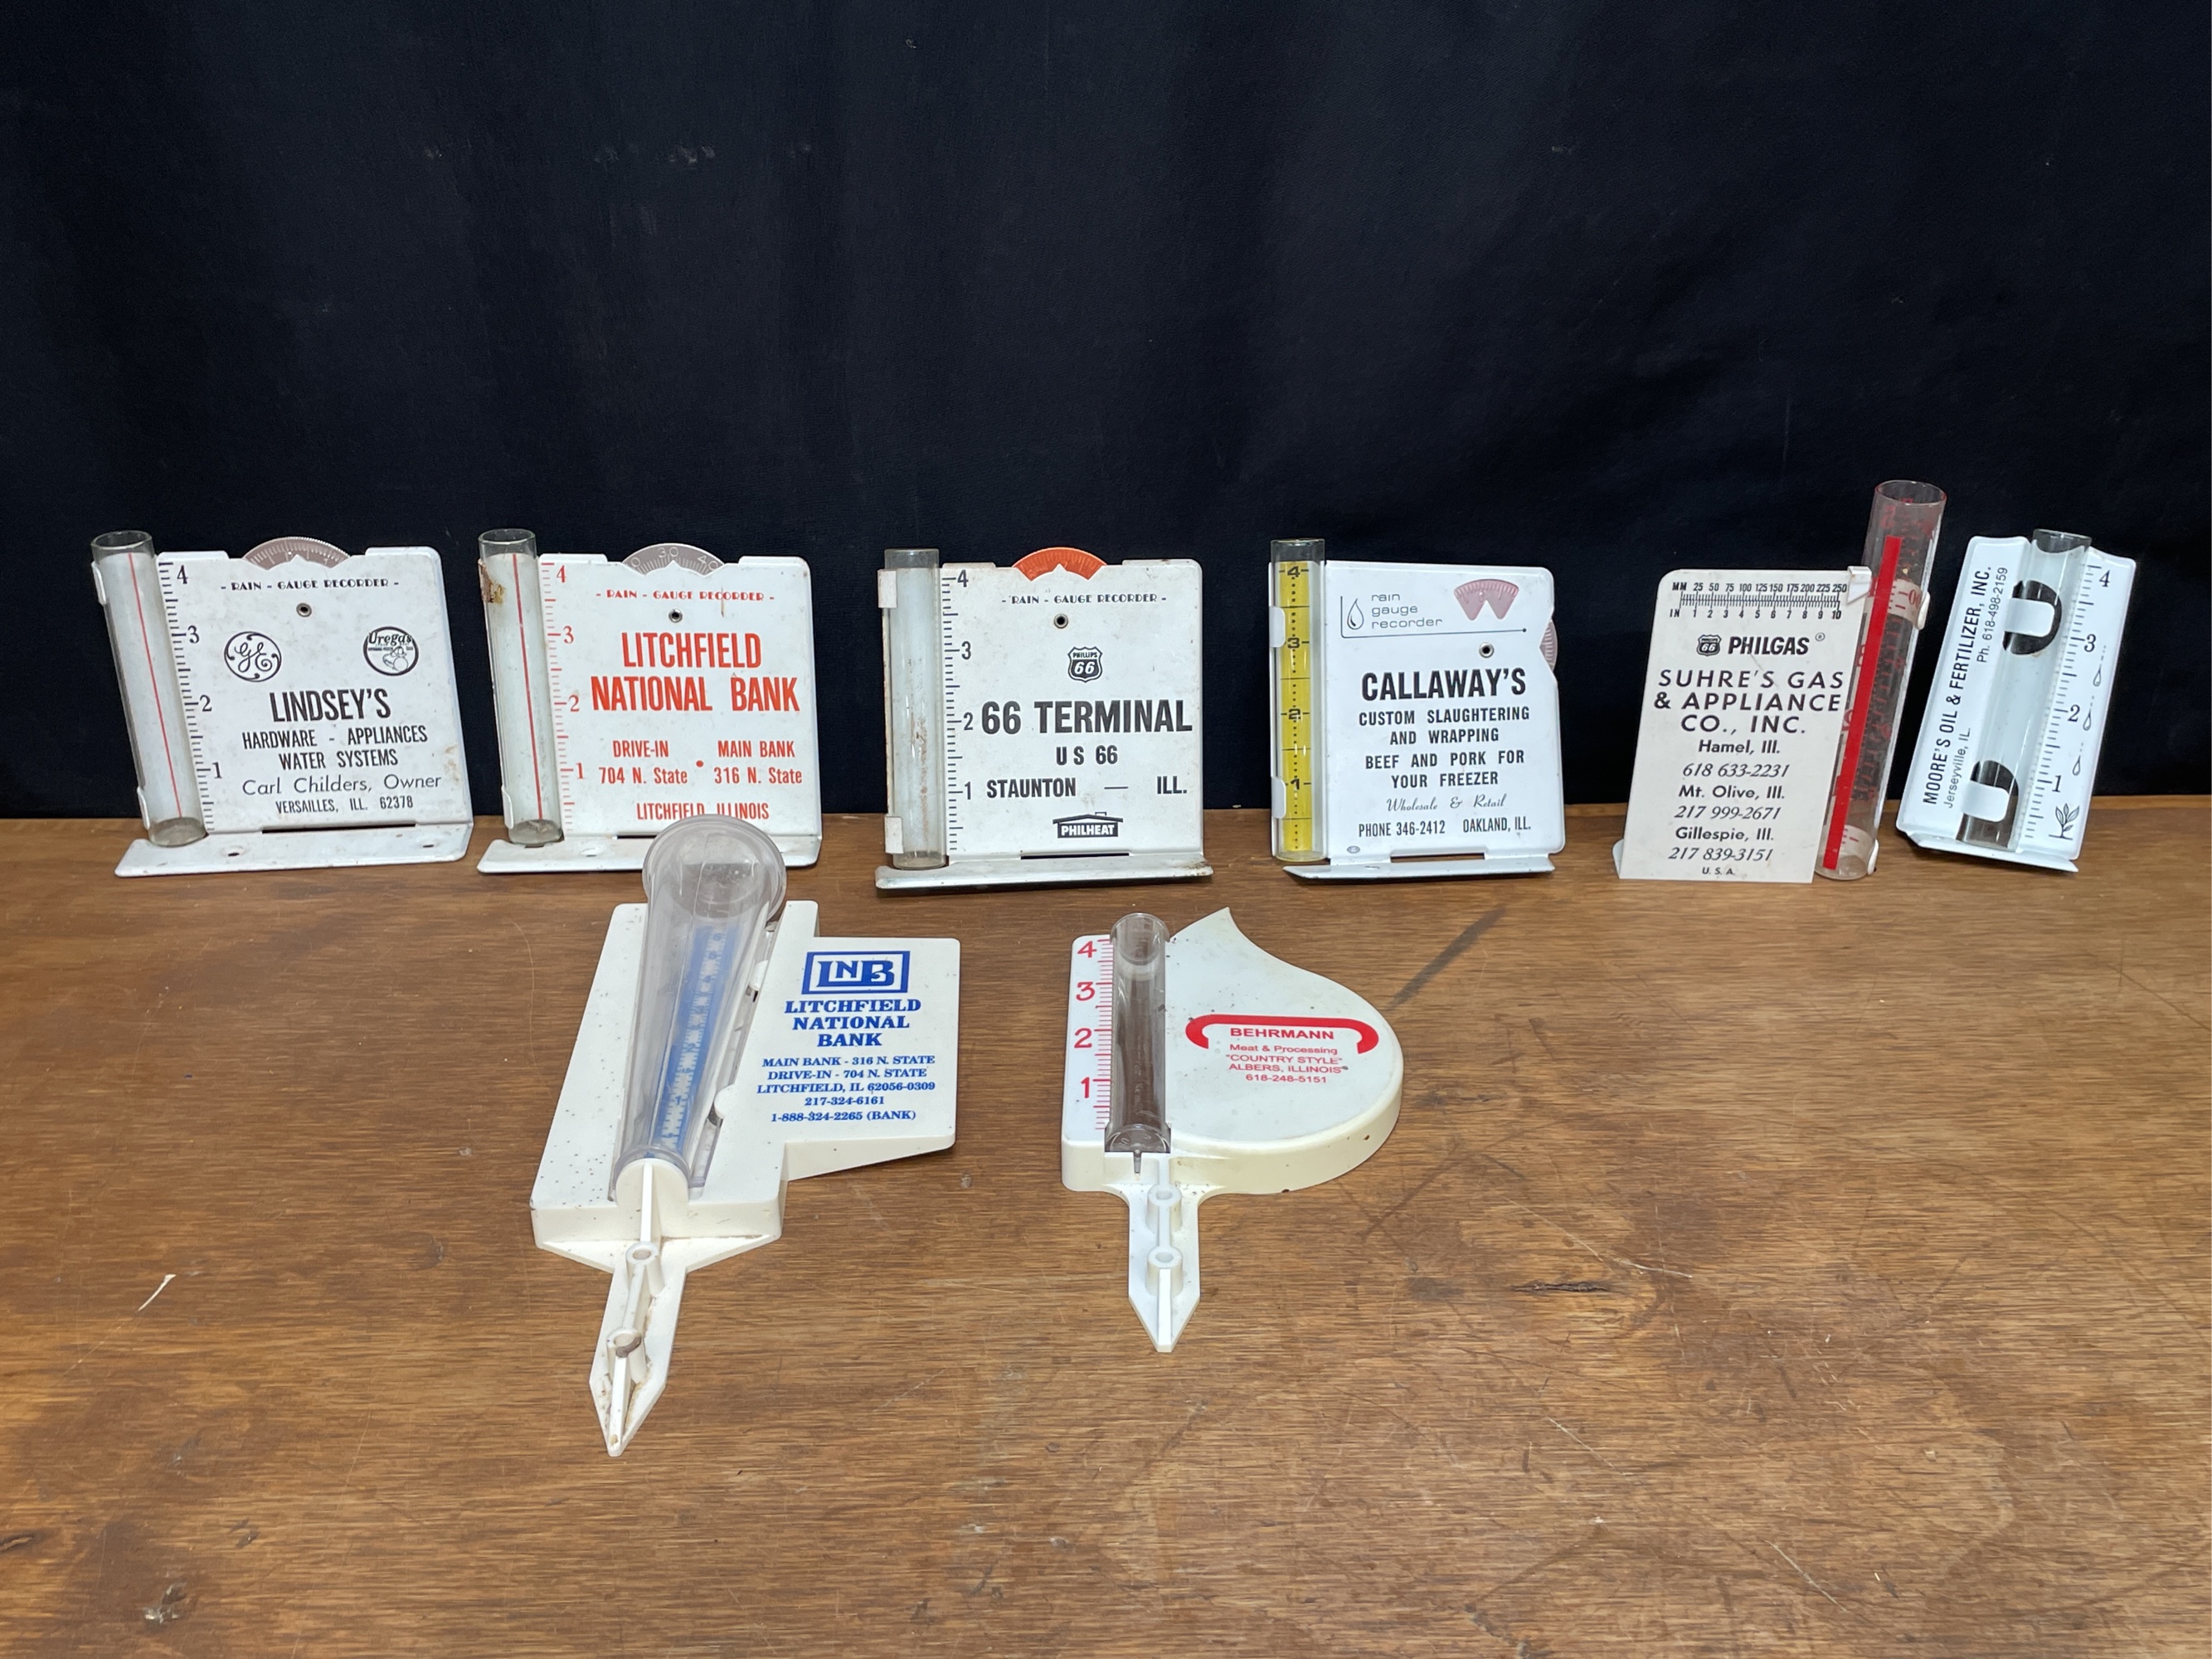 4
3
2
1
- RAIN - GAUGE RECORDER -
GE
Uregas
LINDSEY'S
HARDWARE - APPLIANCES
WATER SYSTEMS
Carl Childers, Owner
VERSAILLES, ILL. 62378
4
3
2
1
30
- RAIN - GAUGE RECORDER -
LITCHFIELD
NATIONAL BANK
DRIVE-IN MAIN BANK
704 N. State • 316 N. State
LITCHFIELD ILLINOIS
4
3
2
1
- RAIN - GAUGE RECORDER -
PHILLIPS
66
66 TERMINAL
US 66
STAUNTON — ILL.
PHILHEAT
4
3
2
1
rain
gauge
recorder
CALLAWAY'S
CUSTOM SLAUGHTERING
AND WRAPPING
BEEF AND PORK FOR
YOUR FREEZER
Wholesale & Retail
PHONE 346-2412 OAKLAND, ILL.
MM 25 50 75 100 125 150 175 200 225 250
IN 1 2 3 4 5 6 7 8 9 10
66 PHILGAS®
SUHRE'S GAS
& APPLIANCE
CO., INC.
Hamel, Ill.
618 633-2231
Mt. Olive, Ill.
217 999-2671
Gillespie, Ill.
217 839-3151
U.S.A.
MOORE'S OIL & FERTILIZER, INC.
Jerseyville, IL. Ph. 618-498-2159
4
3
2
1
LNB
LITCHFIELD
NATIONAL
BANK
MAIN BANK - 316 N. STATE
DRIVE-IN - 704 N. STATE
LITCHFIELD, IL 62056-0309
217-324-6161
1-888-324-2265 (BANK)
4
3
2
1
BEHRMANN
Meat & Processing
"COUNTRY STYLE"
ALBERS, ILLINOIS
618-248-5151